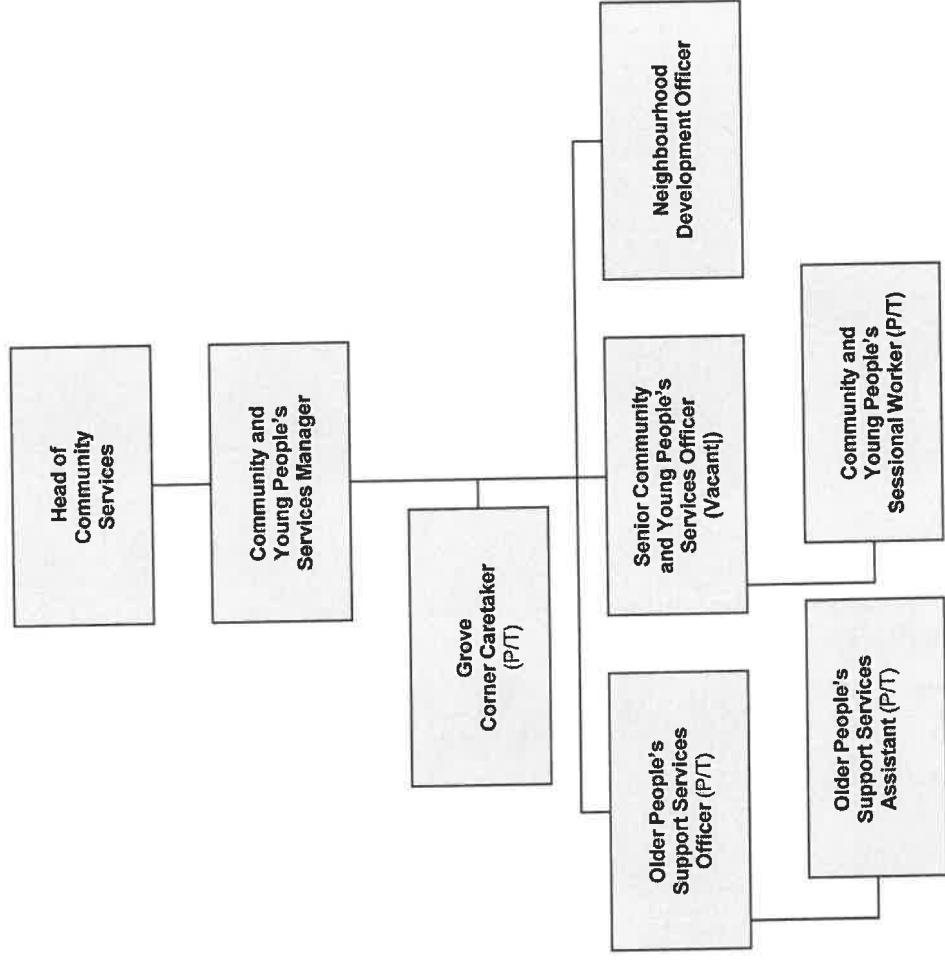 Head of
Community
Services
Community and
Young People's
Services Manager
Grove
Corner Caretaker
(P/T)
Older People's
Support Services
Officer (P/T)
Senior Community
and Young People's
Services Officer
(Vacant|)
Neighbourhood
Development Officer
Older People's
Support Services
Assistant (P/T)
Community and
Young People's
Sessional Worker (P/T)